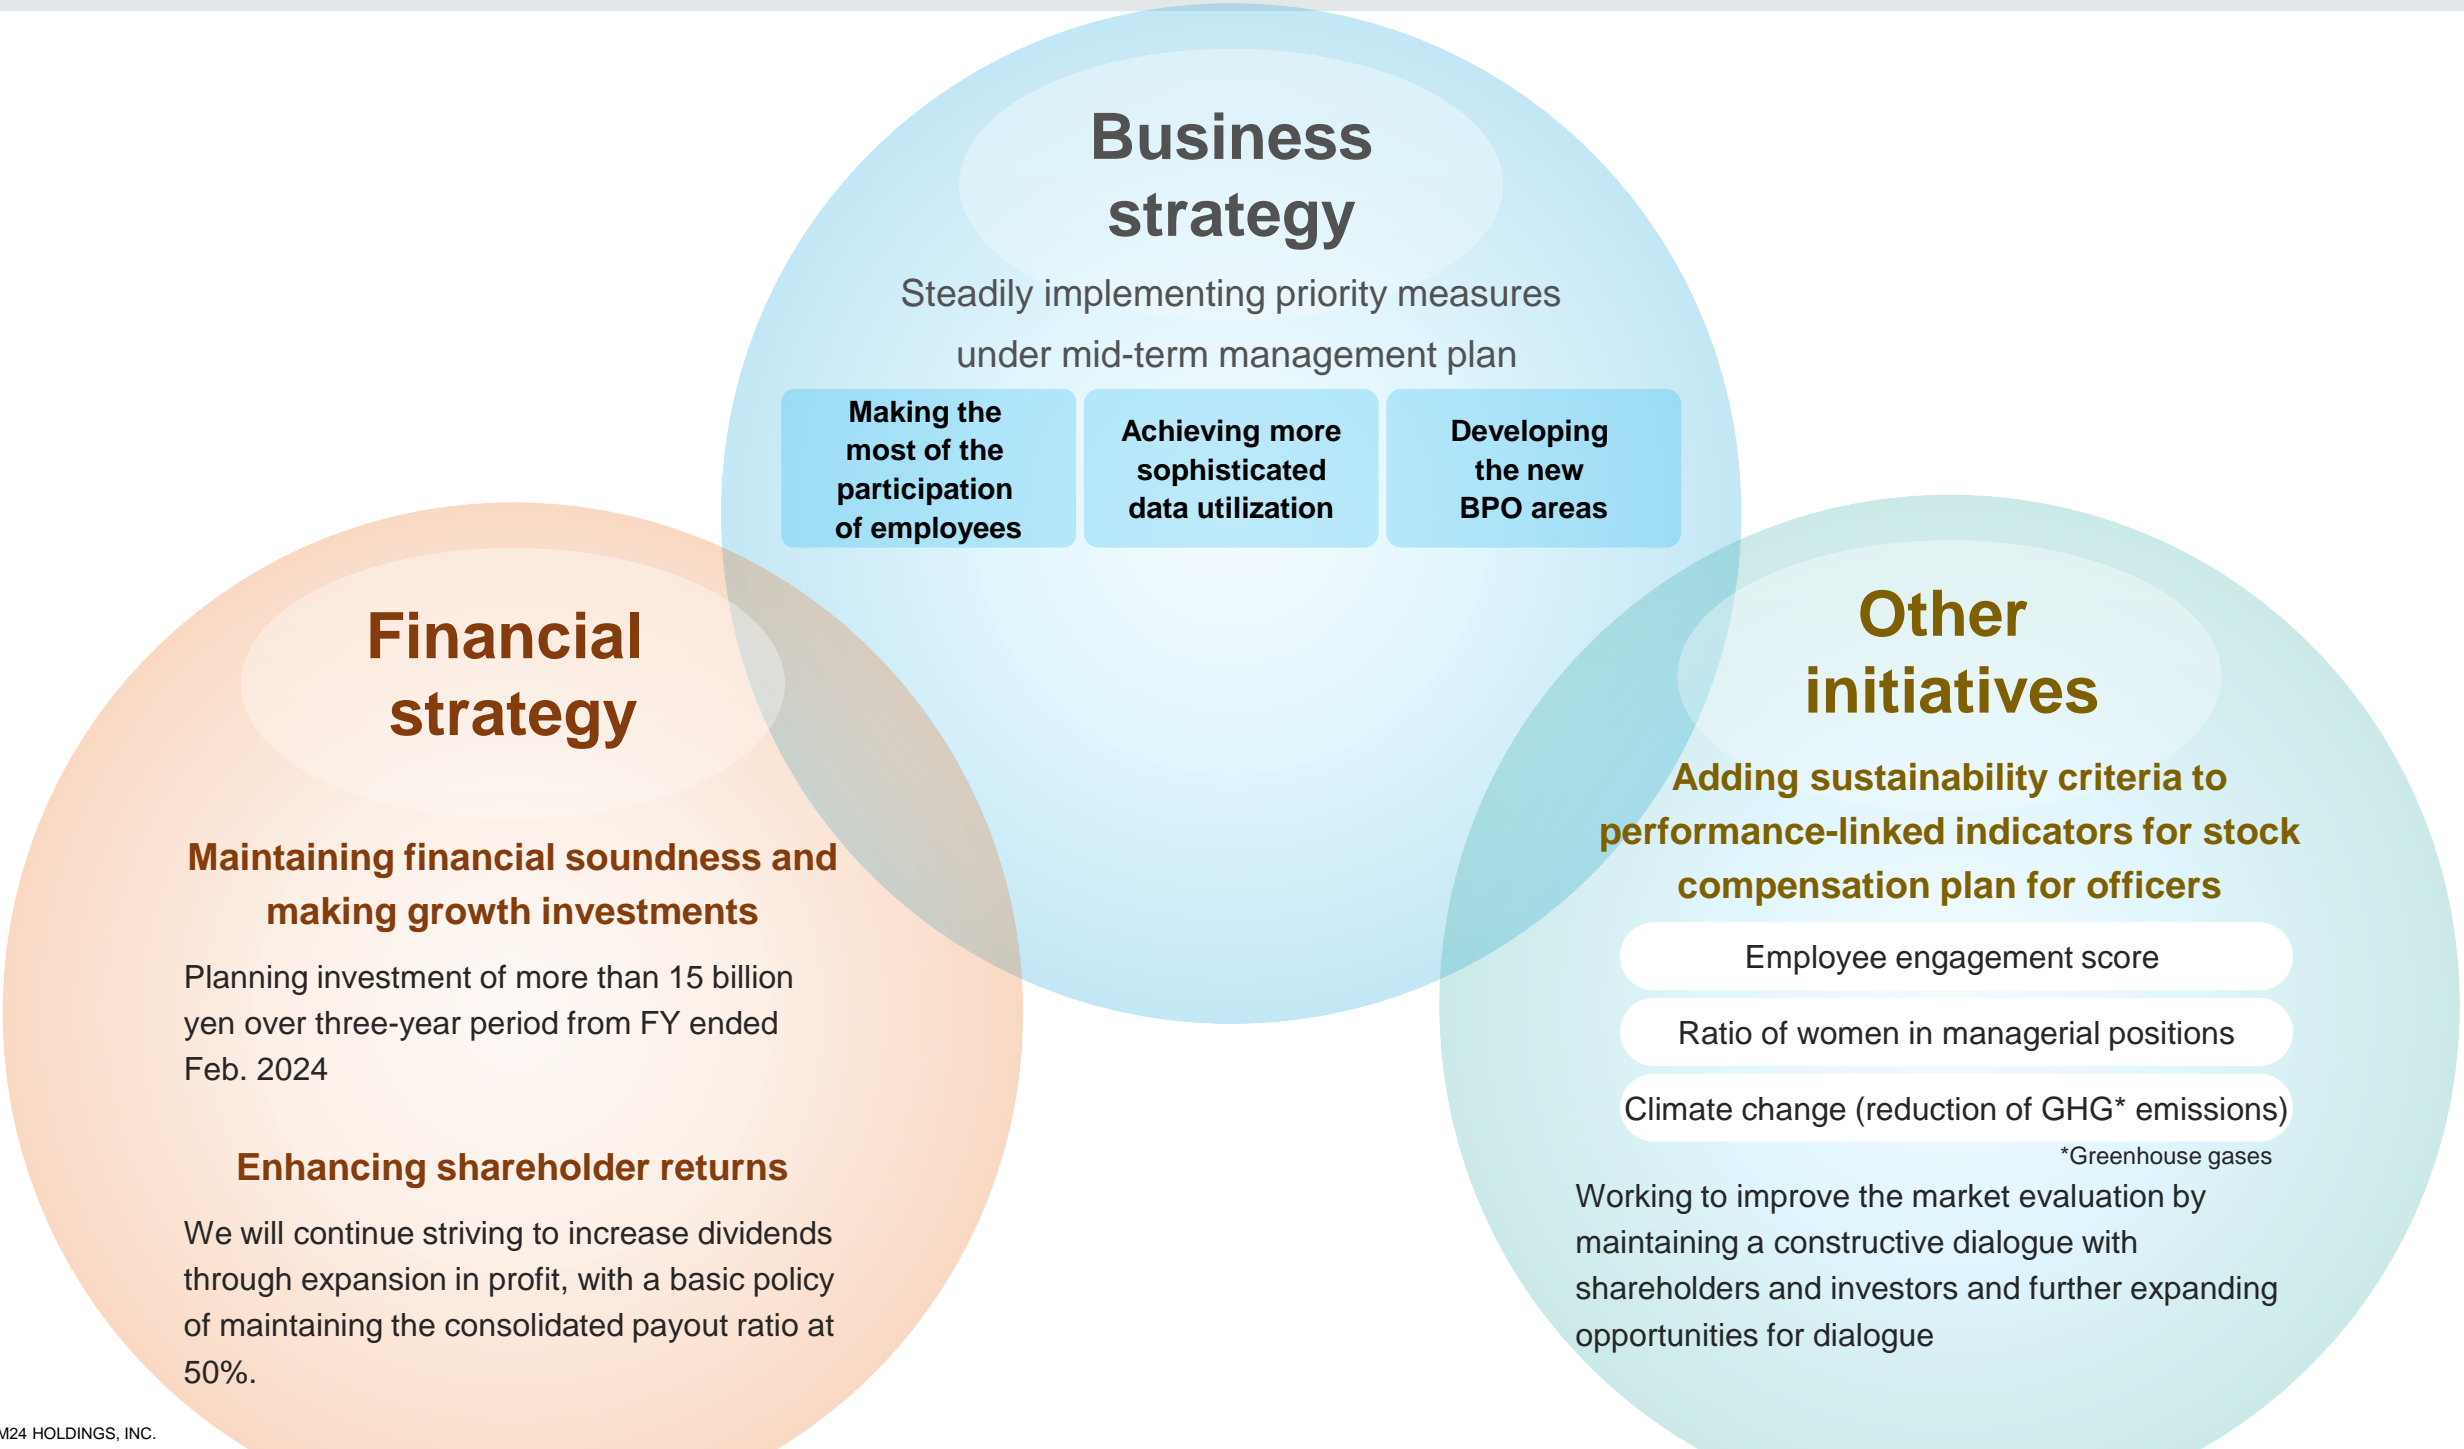 Business
strategy
Steadily implementing priority measures
under mid-term management plan
Making the
most of the
participation
of employees
Achieving more
sophisticated
data utilization
Developing
the new
BPO areas
Financial
strategy
Maintaining financial soundness and
making growth investments
Planning investment of more than 15 billion
yen over three-year period from FY ended
Feb. 2024
Enhancing shareholder returns
We will continue striving to increase dividends
through expansion in profit, with a basic policy
of maintaining the consolidated payout ratio at
50%.
Other
initiatives
Adding sustainability criteria to
performance-linked indicators for stock
compensation plan for officers
Employee engagement score
Ratio of women in managerial positions
Climate change (reduction of GHG* emissions)
*Greenhouse gases
Working to improve the market evaluation by
maintaining a constructive dialogue with
shareholders and investors and further expanding
opportunities for dialogue
M24 HOLDINGS, INC.